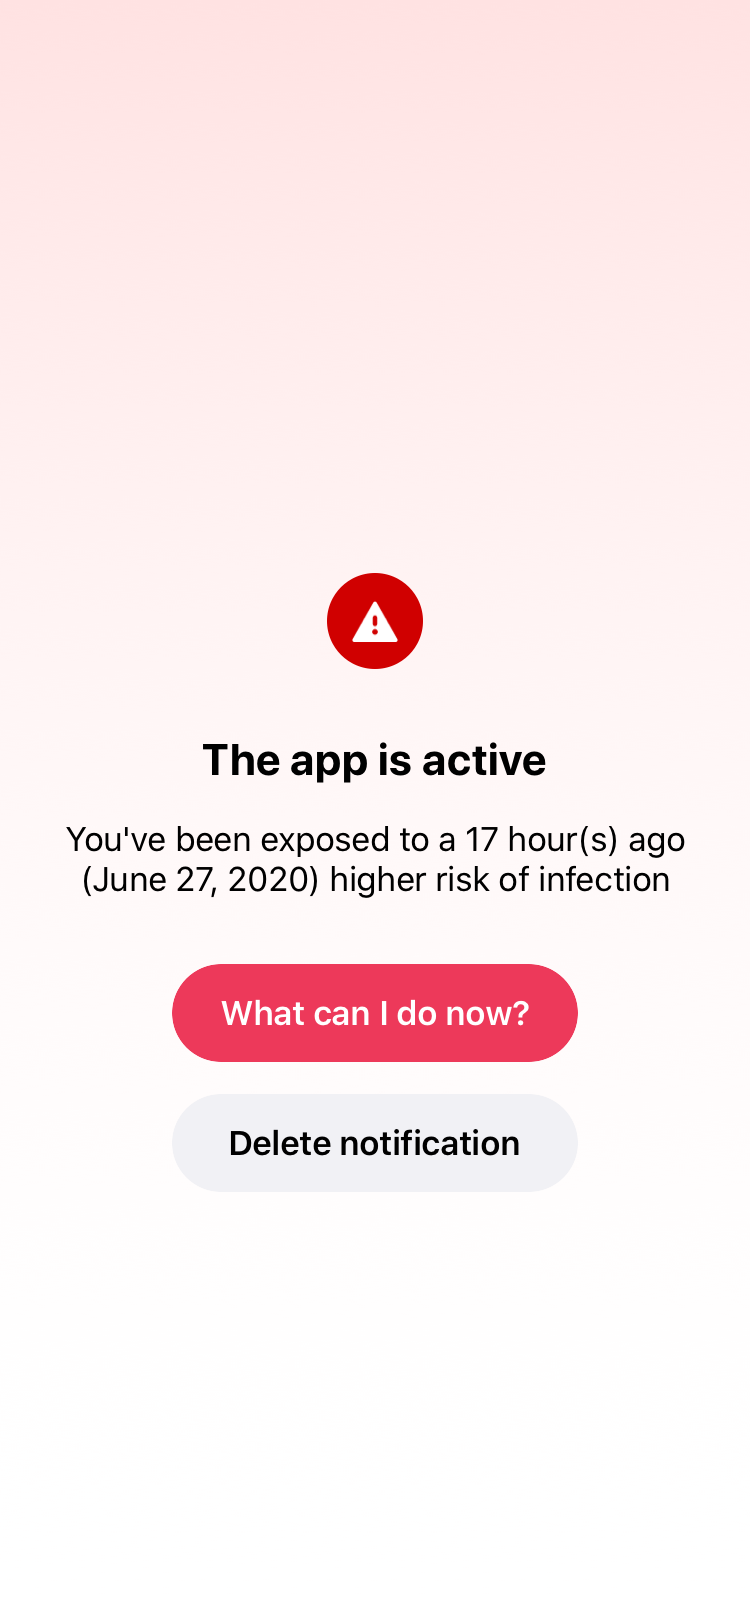 The app is active
You've been exposed to a 17 hour(s) ago
(June 27, 2020) higher risk of infection
What can I do now?
Delete notification